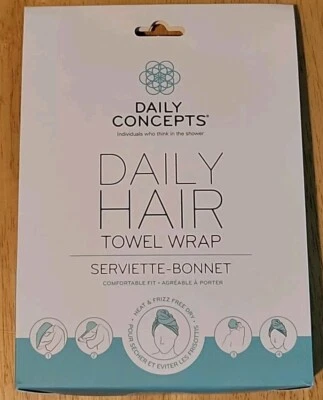 DAILY
CONCEPTS®
Individuals who think in the shower
DAILY
HAIR
TOWEL WRAP
SERVIETTE-BONNET
COMFORTABLE FIT • AGRÉABLE À PORTER
HEAT & FRIZZ FREE DRY •
POUR SÉCHER ET ÉVITER LES FRISOTTIS